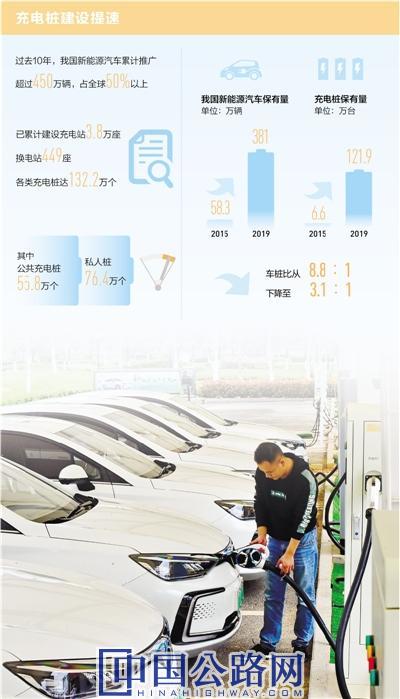 充电桩建设提速
过去10年，我国新能源汽车累计推广
超过450万辆，占全球50%以上
已累计建设充电站3.8万座
换电站449座
各类充电桩达132.2万个
其中
公共充电桩
55.8万个
私人桩
76.4万个
我国新能源汽车保有量
单位：万辆
381
58.3
2015
2019
充电桩保有量
单位：万台
121.9
6.6
2015
2019
车桩比从 8.8：1
下降至 3.1：1
中国公路网
CHINAHIGHWAY.COM